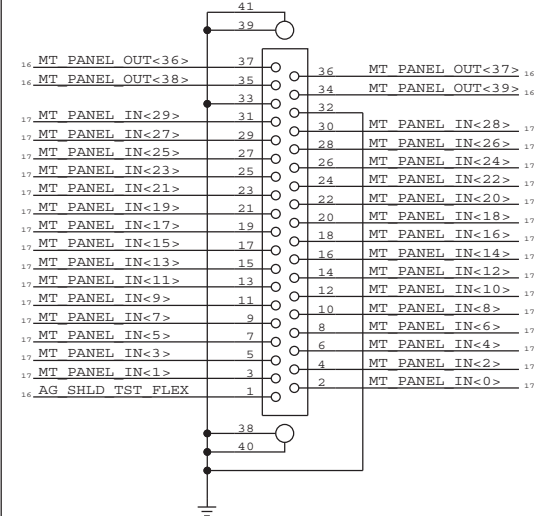 41
39
16 MT_PANEL_OUT<36> 37
36 MT_PANEL_OUT<37> 16
16 MT_PANEL_OUT<38> 35
34 MT_PANEL_OUT<39> 16
33
32
17 MT_PANEL_IN<29> 31
30 MT_PANEL_IN<28> 17
17 MT_PANEL_IN<27> 29
28 MT_PANEL_IN<26> 17
17 MT_PANEL_IN<25> 27
26 MT_PANEL_IN<24> 17
17 MT_PANEL_IN<23> 25
24 MT_PANEL_IN<22> 17
17 MT_PANEL_IN<21> 23
22 MT_PANEL_IN<20> 17
17 MT_PANEL_IN<19> 21
20 MT_PANEL_IN<18> 17
17 MT_PANEL_IN<17> 19
18 MT_PANEL_IN<16> 17
17 MT_PANEL_IN<15> 17
16 MT_PANEL_IN<14> 17
17 MT_PANEL_IN<13> 15
14 MT_PANEL_IN<12> 17
17 MT_PANEL_IN<11> 13
12 MT_PANEL_IN<10> 17
17 MT_PANEL_IN<9> 11
10 MT_PANEL_IN<8> 17
17 MT_PANEL_IN<7> 9
8 MT_PANEL_IN<6> 17
17 MT_PANEL_IN<5> 7
6 MT_PANEL_IN<4> 17
17 MT_PANEL_IN<3> 5
4 MT_PANEL_IN<2> 17
17 MT_PANEL_IN<1> 3
2 MT_PANEL_IN<0> 17
16 AG_SHLD_TST_FLEX 1
38
40